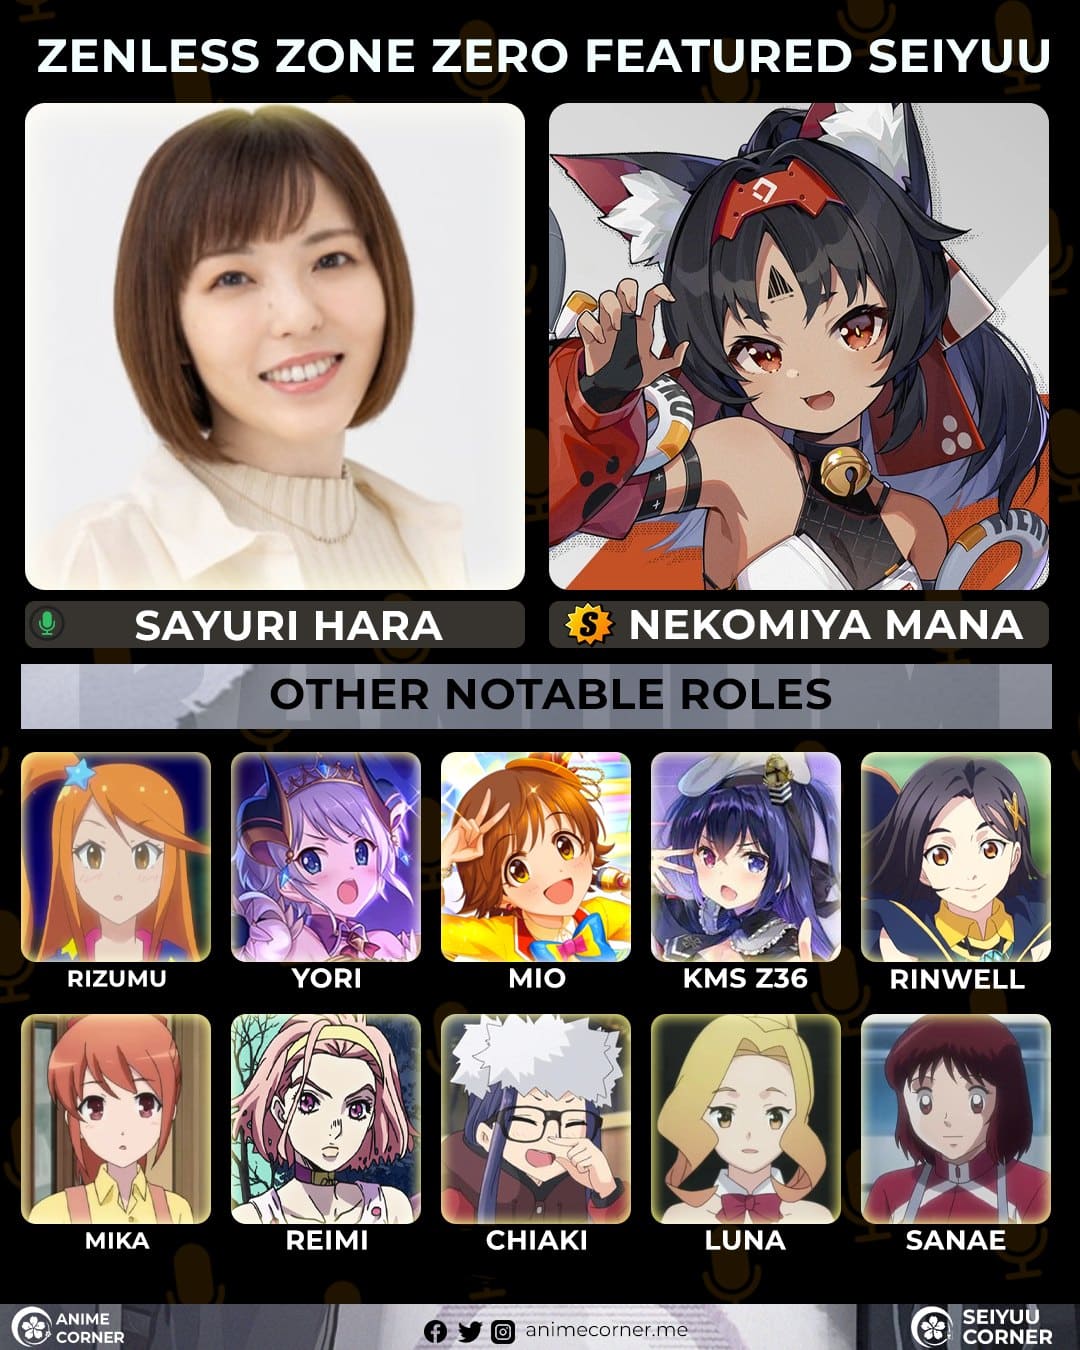 ZENLESS ZONE ZERO FEATURED SEIYUU
SAYURI HARA
S NEKOMIYA MANA
OTHER NOTABLE ROLES
RIZUMU
YORI
MIO
KMS Z36
RINWELL
MIKA
REIMI
CHIAKI
LUNA
SANAE
ANIME
CORNER
animecorner.me
SEIYUU
CORNER